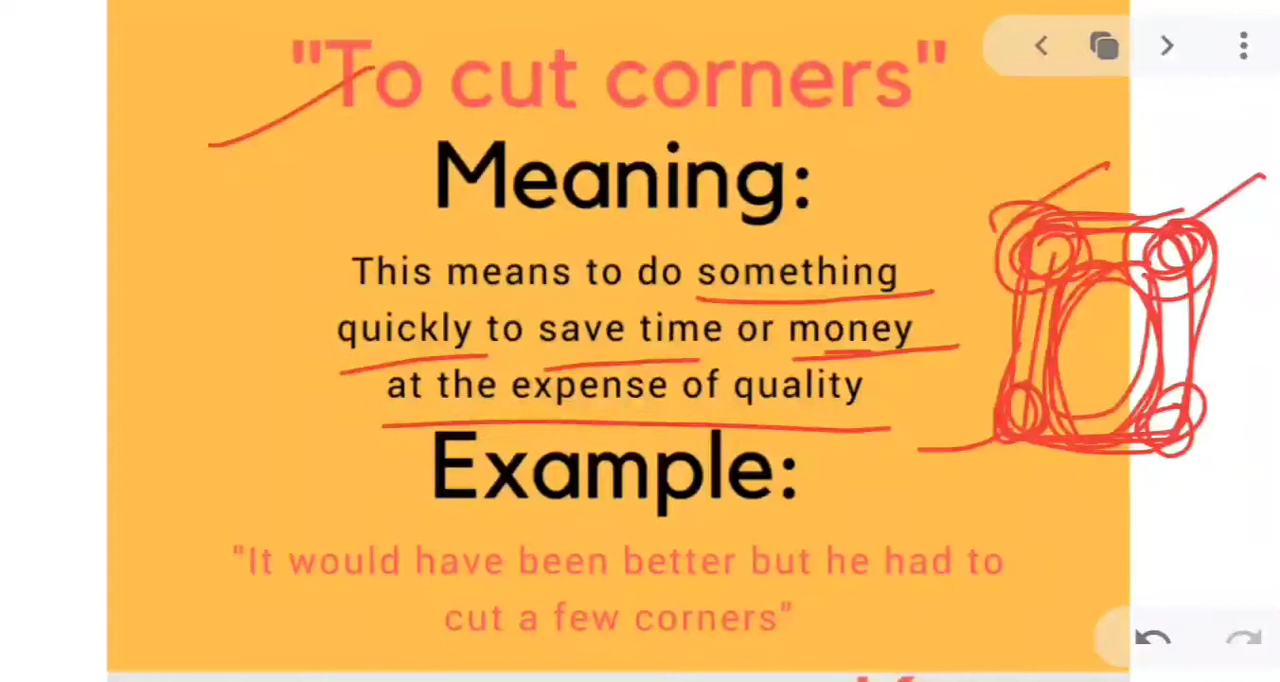 "To cut corners"
Meaning:
This means to do something
quickly to save time or money
at the expense of quality
Example:
"It would have been better but he had to
cut a few corners"